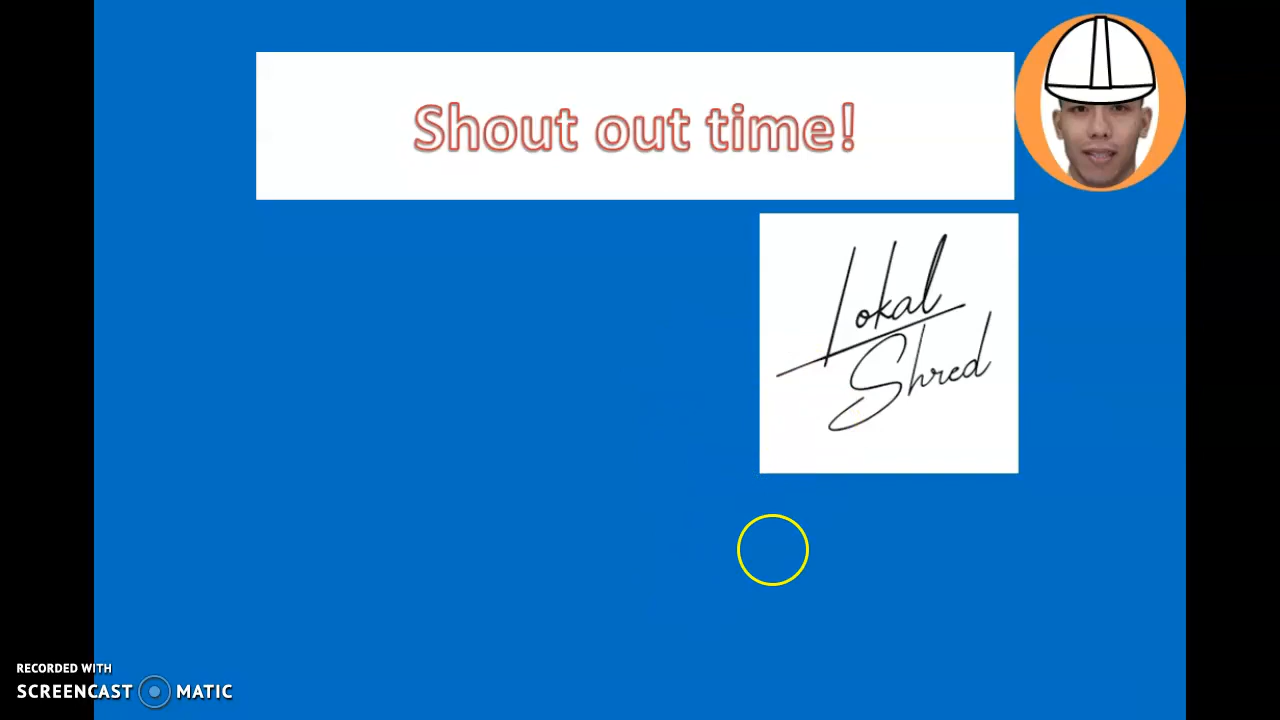 Shout out time!
Lokal
Shred
RECORDED WITH
SCREENCAST MATIC